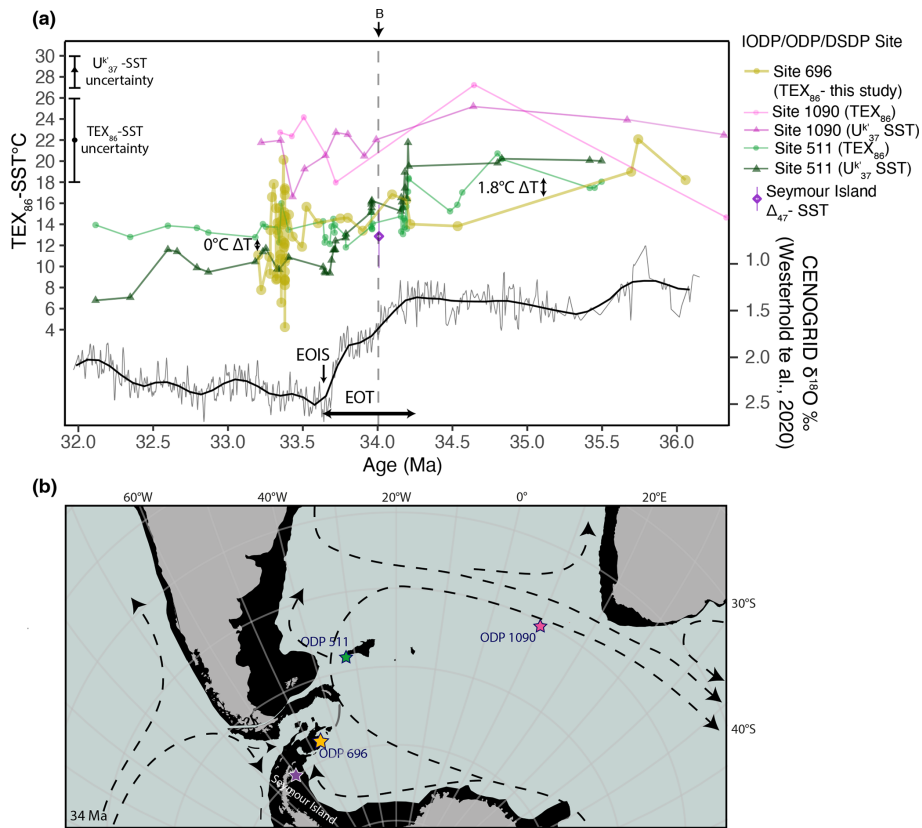 (a)
B
TEX86-SST°C
30
28
26
24
22
20
18
16
14
12
10
8
6
4
Uk'37-SST
uncertainty
TEX86-SST
uncertainty
0°C ΔT
1.8°C ΔT
EOIS
EOT
1.0
1.5
2.0
2.5
CENOGRID δ18O ‰
(Westerhold te al., 2020)
32.0 32.5 33.0 33.5 34.0 34.5 35.0 35.5 36.0
Age (Ma)
IODP/ODP/DSDP Site
Site 696
(TEX86- this study)
Site 1090 (TEX86)
Site 1090 (Uk'37 SST)
Site 511 (TEX86)
Site 511 (Uk'37 SST)
Seymour Island
Δ47- SST
(b)
60°W 40°W 20°W 0° 20°E
30°S
40°S
ODP 511
ODP 1090
ODP 696
Seymour Island
34 Ma